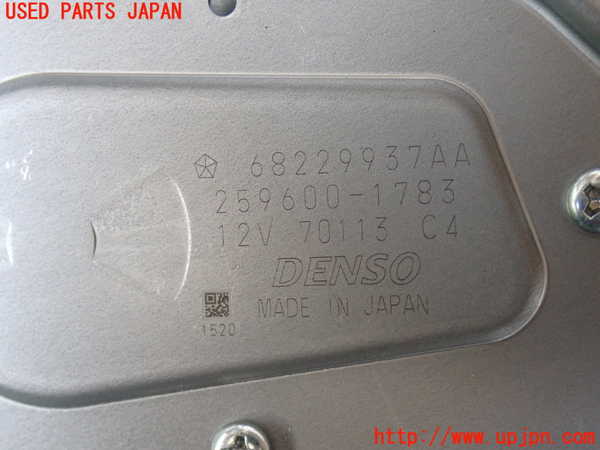 USED PARTS JAPAN
68229937AA
259600-1783
12V 70113 C4
DENSO
MADE IN JAPAN
1520
http://www.upjpn.com/